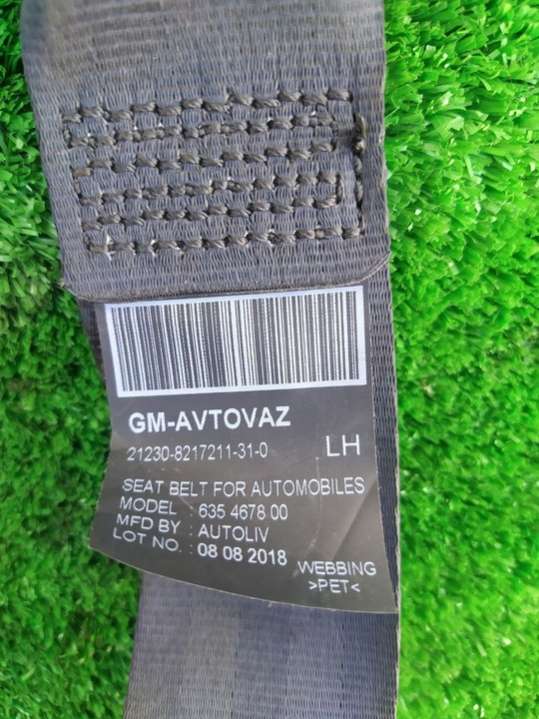 GM-AVTOVAZ
21230-8217211-31-0 LH
SEAT BELT FOR AUTOMOBILES
MODEL : 635 4678 00
MFD BY : AUTOLIV
LOT NO. : 08 08 2018
WEBBING
>PET<